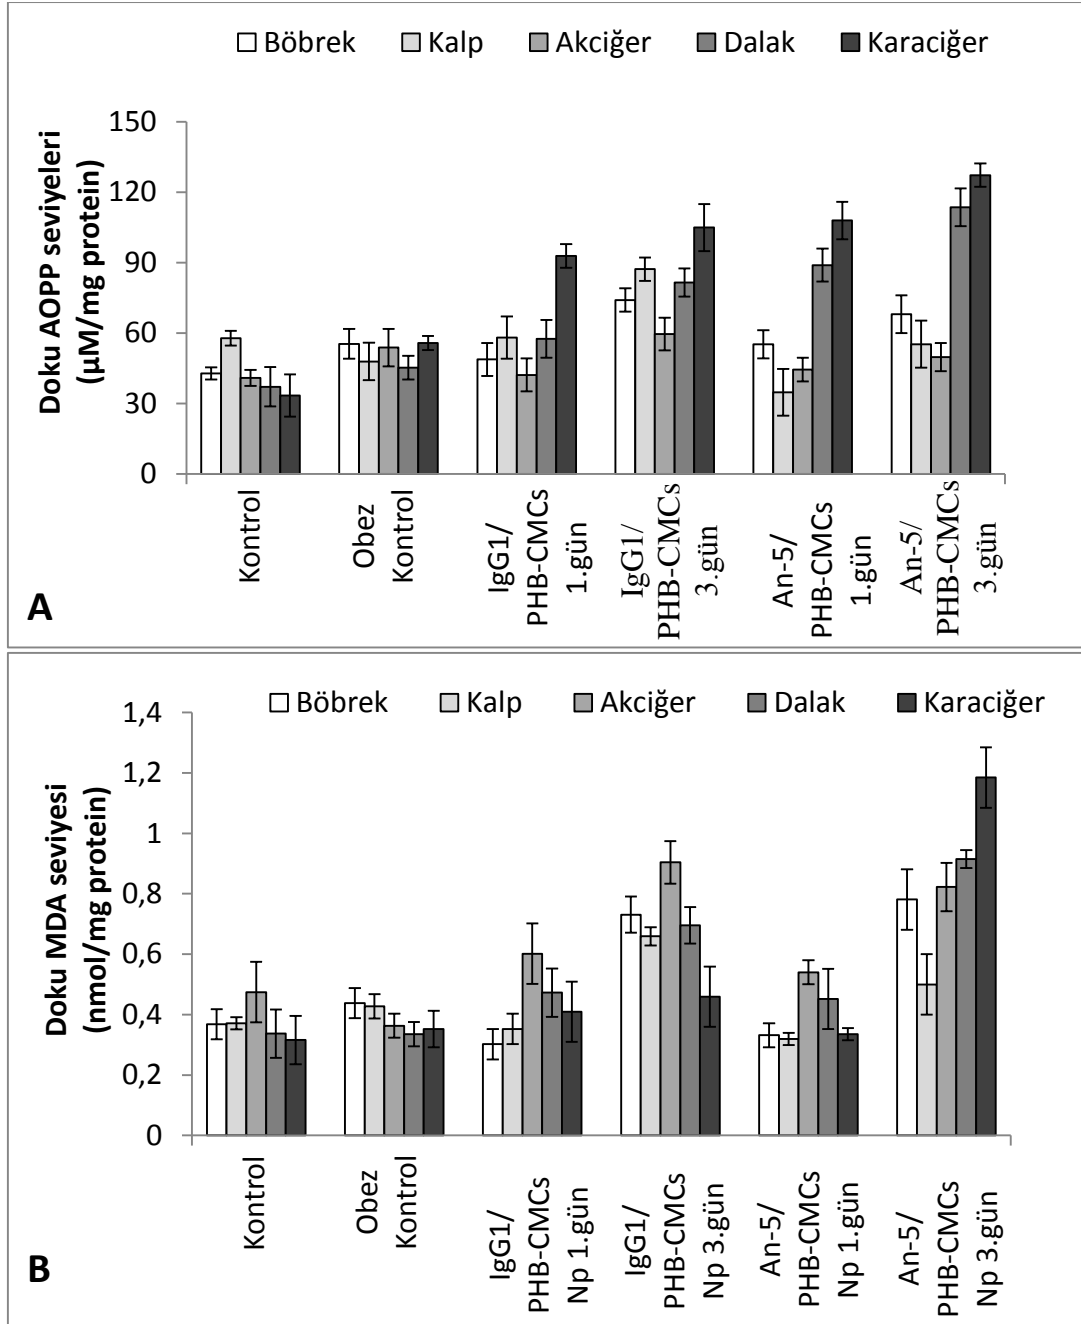 Böbrek Kalp Akciğer Dalak Karaciğer
Doku AOPP seviyeleri
(µM/mg protein)
150
120
90
60
30
0
Kontrol
Obez
Kontrol
IgG1/
PHB-CMCs
1.gün
IgG1/
PHB-CMCs
3.gün
An-5/
PHB-CMCs
1.gün
An-5/
PHB-CMCs
3.gün
A
Böbrek Kalp Akciğer Dalak Karaciğer
Doku MDA seviyesi
(nmol/mg protein)
1,4
1,2
1
0,8
0,6
0,4
0,2
0
Kontrol
Obez
Kontrol
IgG1/
PHB-CMCs
Np 1.gün
IgG1/
PHB-CMCs
Np 3.gün
An-5/
PHB-CMCs
Np 1.gün
An-5/
PHB-CMCs
Np 3.gün
B